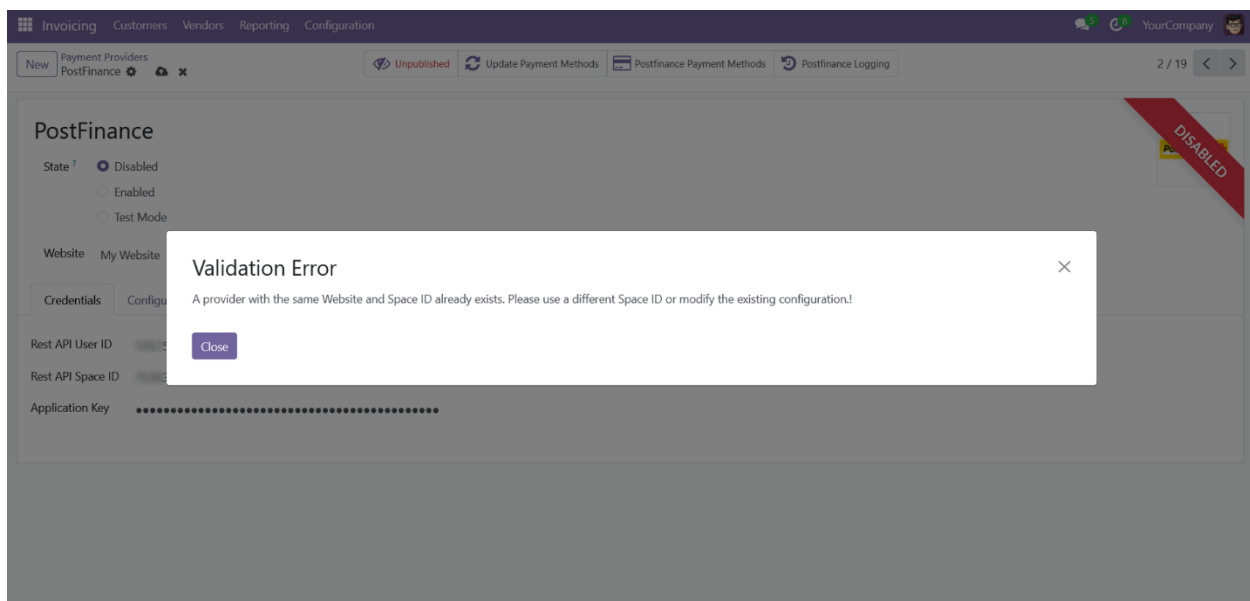 Invoicing Customers Vendors Reporting Configuration 5 8 YourCompany
New Payment Providers
PostFinance
Unpublished Update Payment Methods Postfinance Payment Methods Postfinance Logging 2 / 19
PostFinance
DISABLED
State ? Disabled
Enabled
Test Mode
Website My Website
Validation Error
A provider with the same Website and Space ID already exists. Please use a different Space ID or modify the existing configuration.!
Close
Credentials Configu
Rest API User ID
Rest API Space ID
Application Key